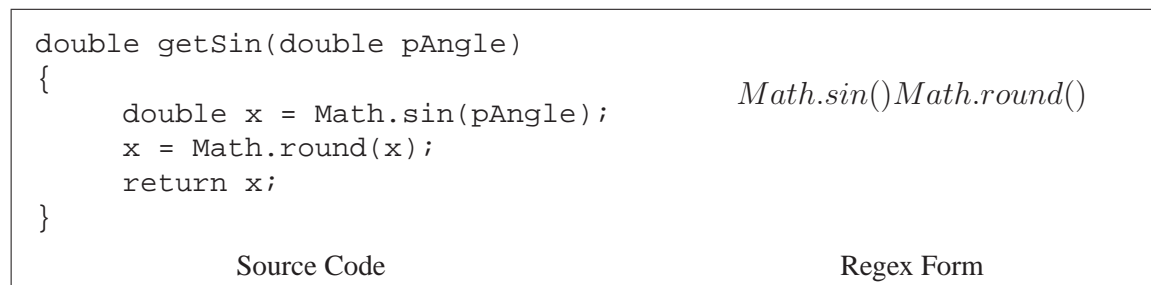 double getSin(double pAngle)
{
Math.sin()Math.round()
double x = Math.sin(pAngle);
x = Math.round(x);
return x;
}
Source Code
Regex Form